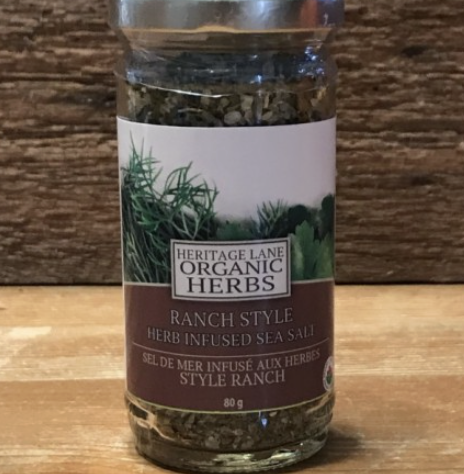 HERITAGE LANE
ORGANIC
HERBS
RANCH STYLE
HERB INFUSED SEA SALT
SEL DE MER INFUSÉ AUX HERBES
STYLE RANCH
80 g